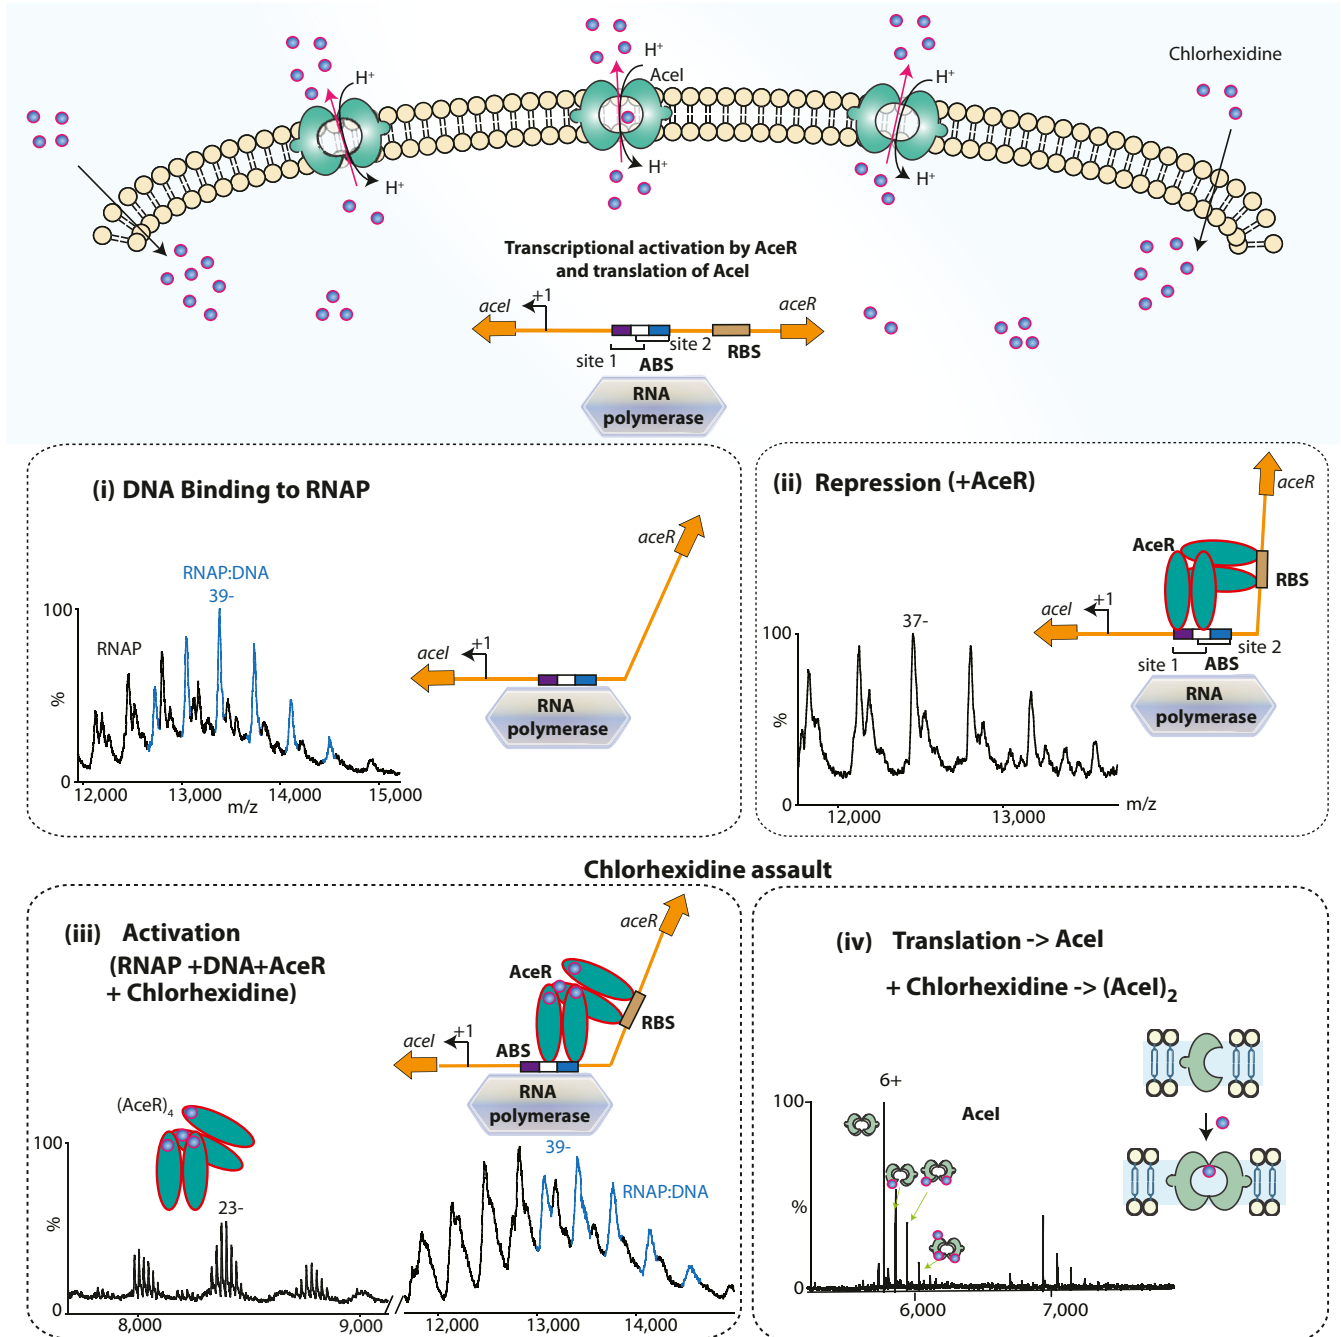 H⁺
H⁺
AceI
H⁺
Chlorhexidine
H⁺
H⁺
H⁺
Transcriptional activation by AceR
and translation of AceI
aceI
+1
aceR
site 1
ABS
site 2
RBS
RNA
polymerase
(i) DNA Binding to RNAP
aceR
RNAP:DNA
39-
100
RNAP
%
0
12,000
13,000
14,000
15,000
m/z
aceI
+1
RNA
polymerase
(ii) Repression (+AceR)
aceR
AceR
RBS
aceI
+1
site 1
ABS
site 2
RNA
polymerase
37-
100
%
0
12,000
13,000
m/z
Chlorhexidine assault
(iii) Activation
(RNAP +DNA+AceR
+ Chlorhexidine)
aceR
AceR
RBS
aceI
+1
ABS
RNA
polymerase
(AceR)₄
100
23-
%
0
8,000
9,000
39-
RNAP:DNA
12,000
13,000
14,000
(iv) Translation -> AceI
+ Chlorhexidine -> (AceI)₂
6+
100
AceI
%
0
6,000
7,000